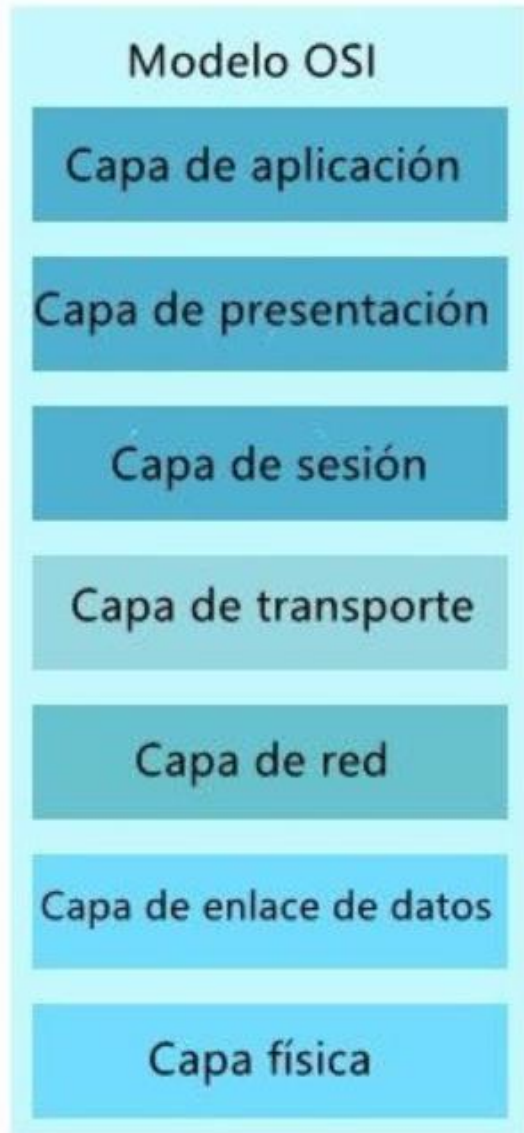 Modelo OSI
Capa de aplicación
Capa de presentación
Capa de sesión
Capa de transporte
Capa de red
Capa de enlace de datos
Capa física